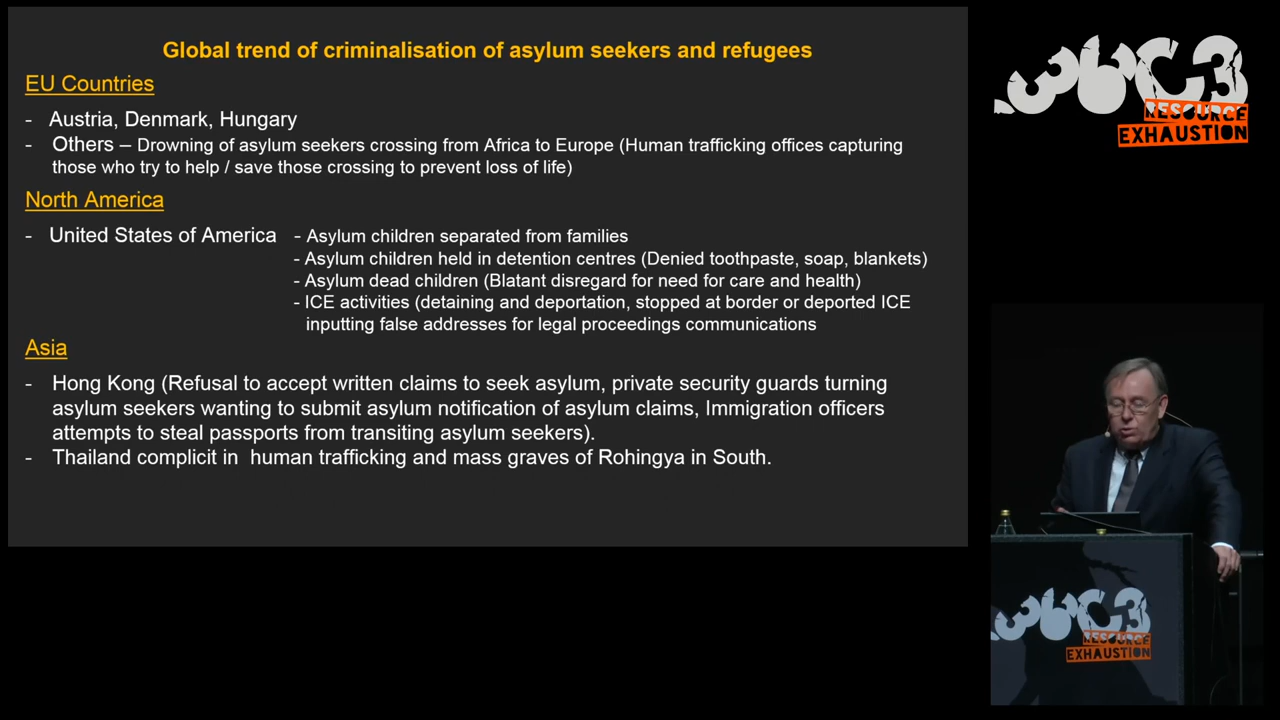 Global trend of criminalisation of asylum seekers and refugees
EU Countries
- Austria, Denmark, Hungary
- Others – Drowning of asylum seekers crossing from Africa to Europe (Human trafficking offices capturing
those who try to help / save those crossing to prevent loss of life)
North America
- United States of America - Asylum children separated from families
- Asylum children held in detention centres (Denied toothpaste, soap, blankets)
- Asylum dead children (Blatant disregard for need for care and health)
- ICE activities (detaining and deportation, stopped at border or deported ICE
inputting false addresses for legal proceedings communications
Asia
- Hong Kong (Refusal to accept written claims to seek asylum, private security guards turning
asylum seekers wanting to submit asylum notification of asylum claims, Immigration officers
attempts to steal passports from transiting asylum seekers).
- Thailand complicit in human trafficking and mass graves of Rohingya in South.
36C3
RESOURCE
EXHAUSTION
36C3
RESOURCE
EXHAUSTION